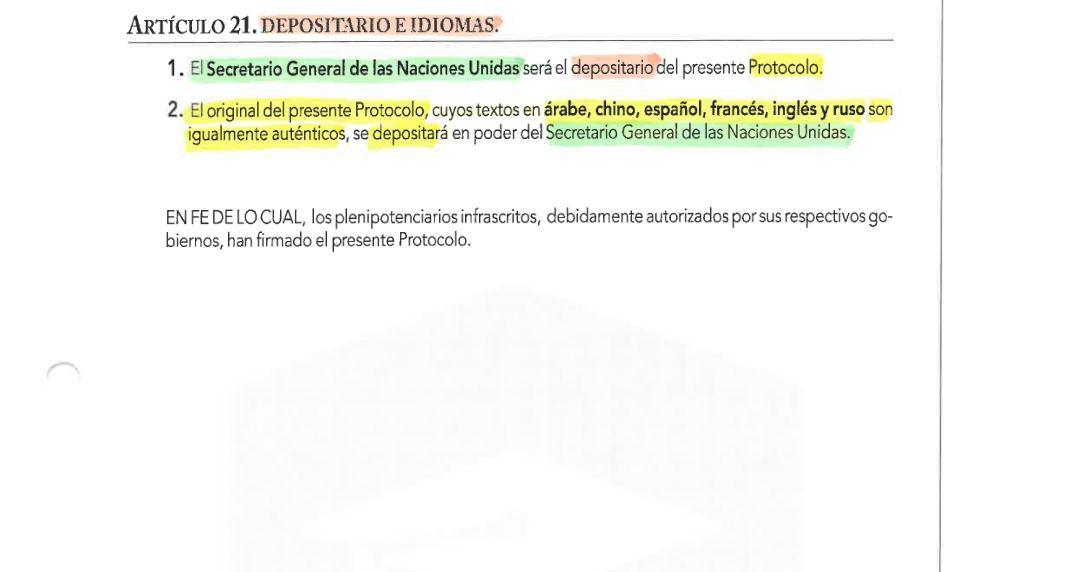 ARTÍCULO 21. DEPOSITARIO E IDIOMAS.
1. El Secretario General de las Naciones Unidas será el depositario del presente Protocolo.
2. El original del presente Protocolo, cuyos textos en árabe, chino, español, francés, inglés y ruso son
igualmente auténticos, se depositará en poder del Secretario General de las Naciones Unidas.
EN FE DE LO CUAL, los plenipotenciarios infrascritos, debidamente autorizados por sus respectivos go-
biernos, han firmado el presente Protocolo.